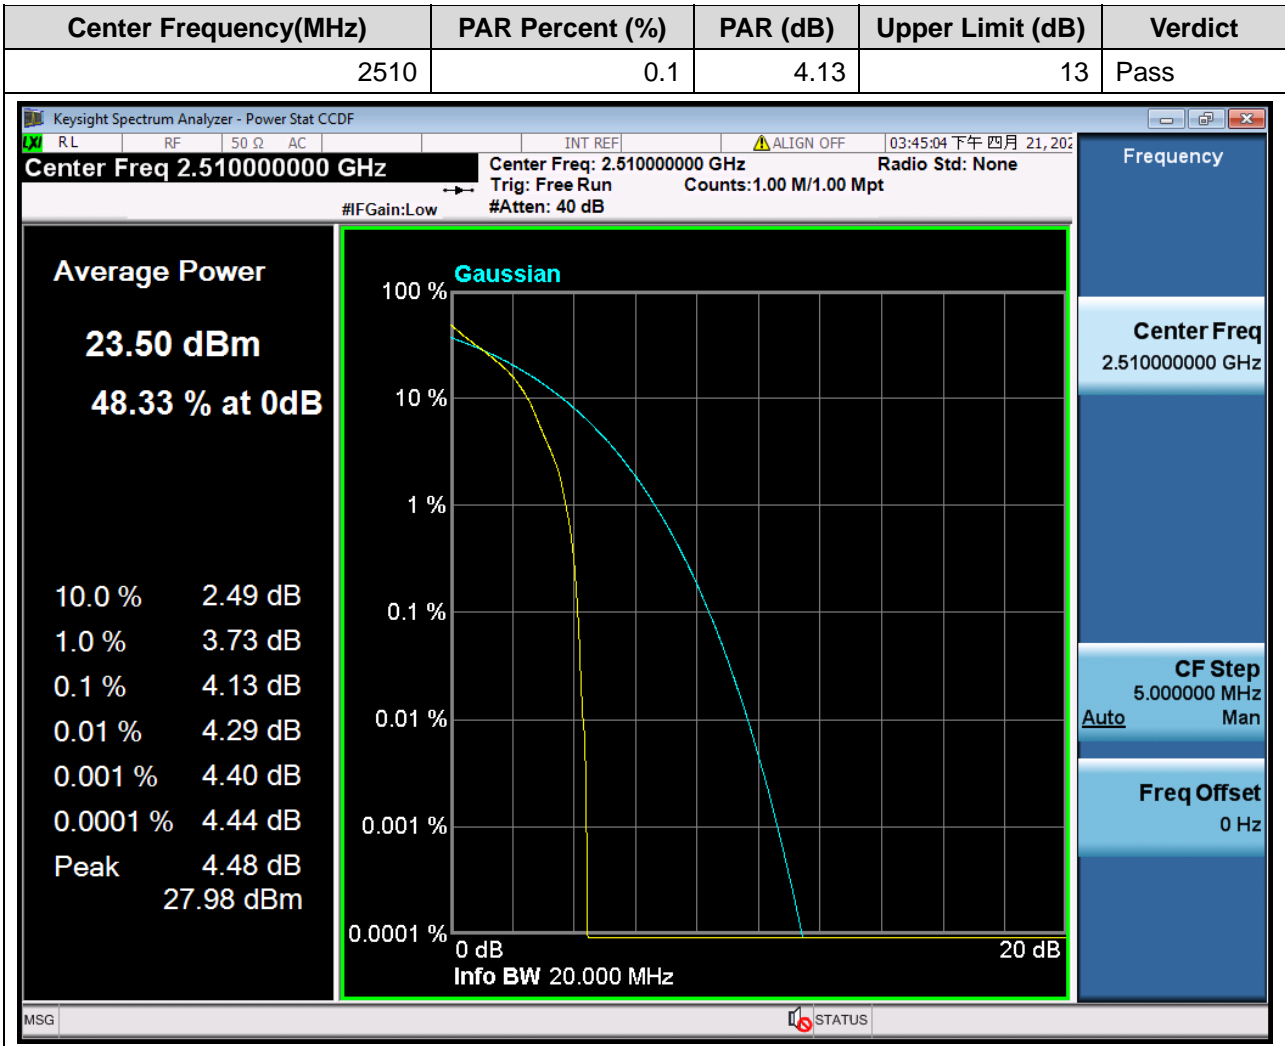 Center Frequency(MHz) PAR Percent (%) PAR (dB) Upper Limit (dB) Verdict
2510 0.1 4.13 13 Pass
Keysight Spectrum Analyzer - Power Stat CCDF
LXI RL RF 50 Ω AC INT REF ALIGN OFF 03:45:04 下午 四月 21, 202
Center Freq 2.510000000 GHz
Center Freq: 2.510000000 GHz Radio Std: None
Trig: Free Run Counts:1.00 M/1.00 Mpt
#IFGain:Low #Atten: 40 dB
Average Power
23.50 dBm
48.33 % at 0dB
10.0 % 2.49 dB
1.0 % 3.73 dB
0.1 % 4.13 dB
0.01 % 4.29 dB
0.001 % 4.40 dB
0.0001 % 4.44 dB
Peak 4.48 dB
27.98 dBm
Gaussian
100 %
10 %
1 %
0.1 %
0.01 %
0.001 %
0.0001 %
0 dB 20 dB
Info BW 20.000 MHz
Frequency
Center Freq
2.510000000 GHz
CF Step
5.000000 MHz
Auto Man
Freq Offset
0 Hz
MSG STATUS